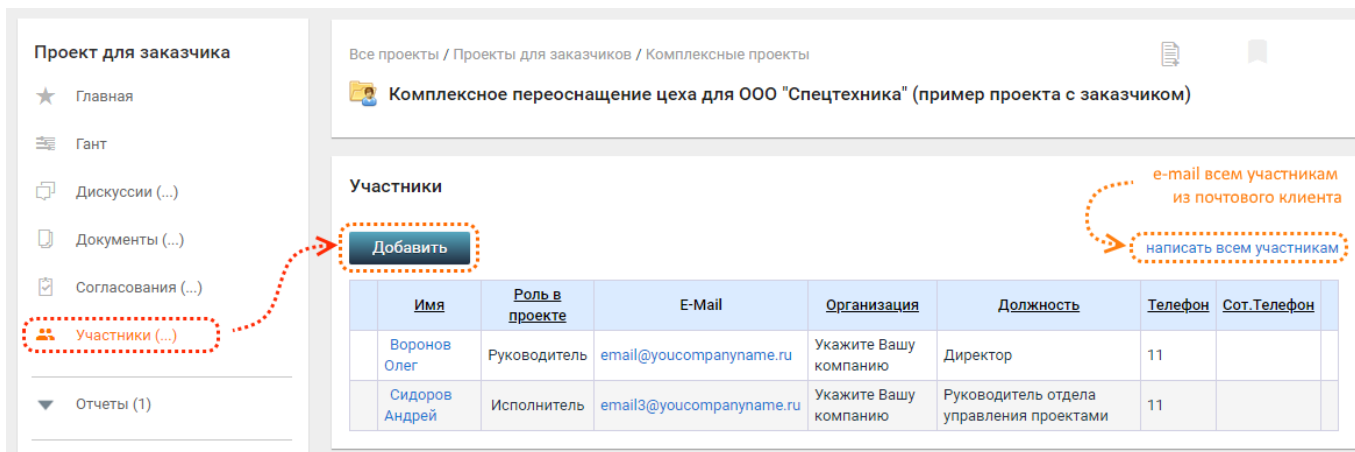 Проект для заказчика
Главная
Гант
Дискуссии (...)
Документы (...)
Согласования (...)
Участники (...)
Отчеты (1)
Все проекты / Проекты для заказчиков / Комплексные проекты
Комплексное переоснащение цеха для ООО "Спецтехника" (пример проекта с заказчиком)
Участники
e-mail всем участникам
из почтового клиента
Добавить
написать всем участникам
Имя Роль в проекте E-Mail Организация Должность Телефон Сот.Телефон
Воронов Олег Руководитель email@youcompanyname.ru Укажите Вашу компанию Директор 11
Сидоров Андрей Исполнитель email3@youcompanyname.ru Укажите Вашу компанию Руководитель отдела управления проектами 11